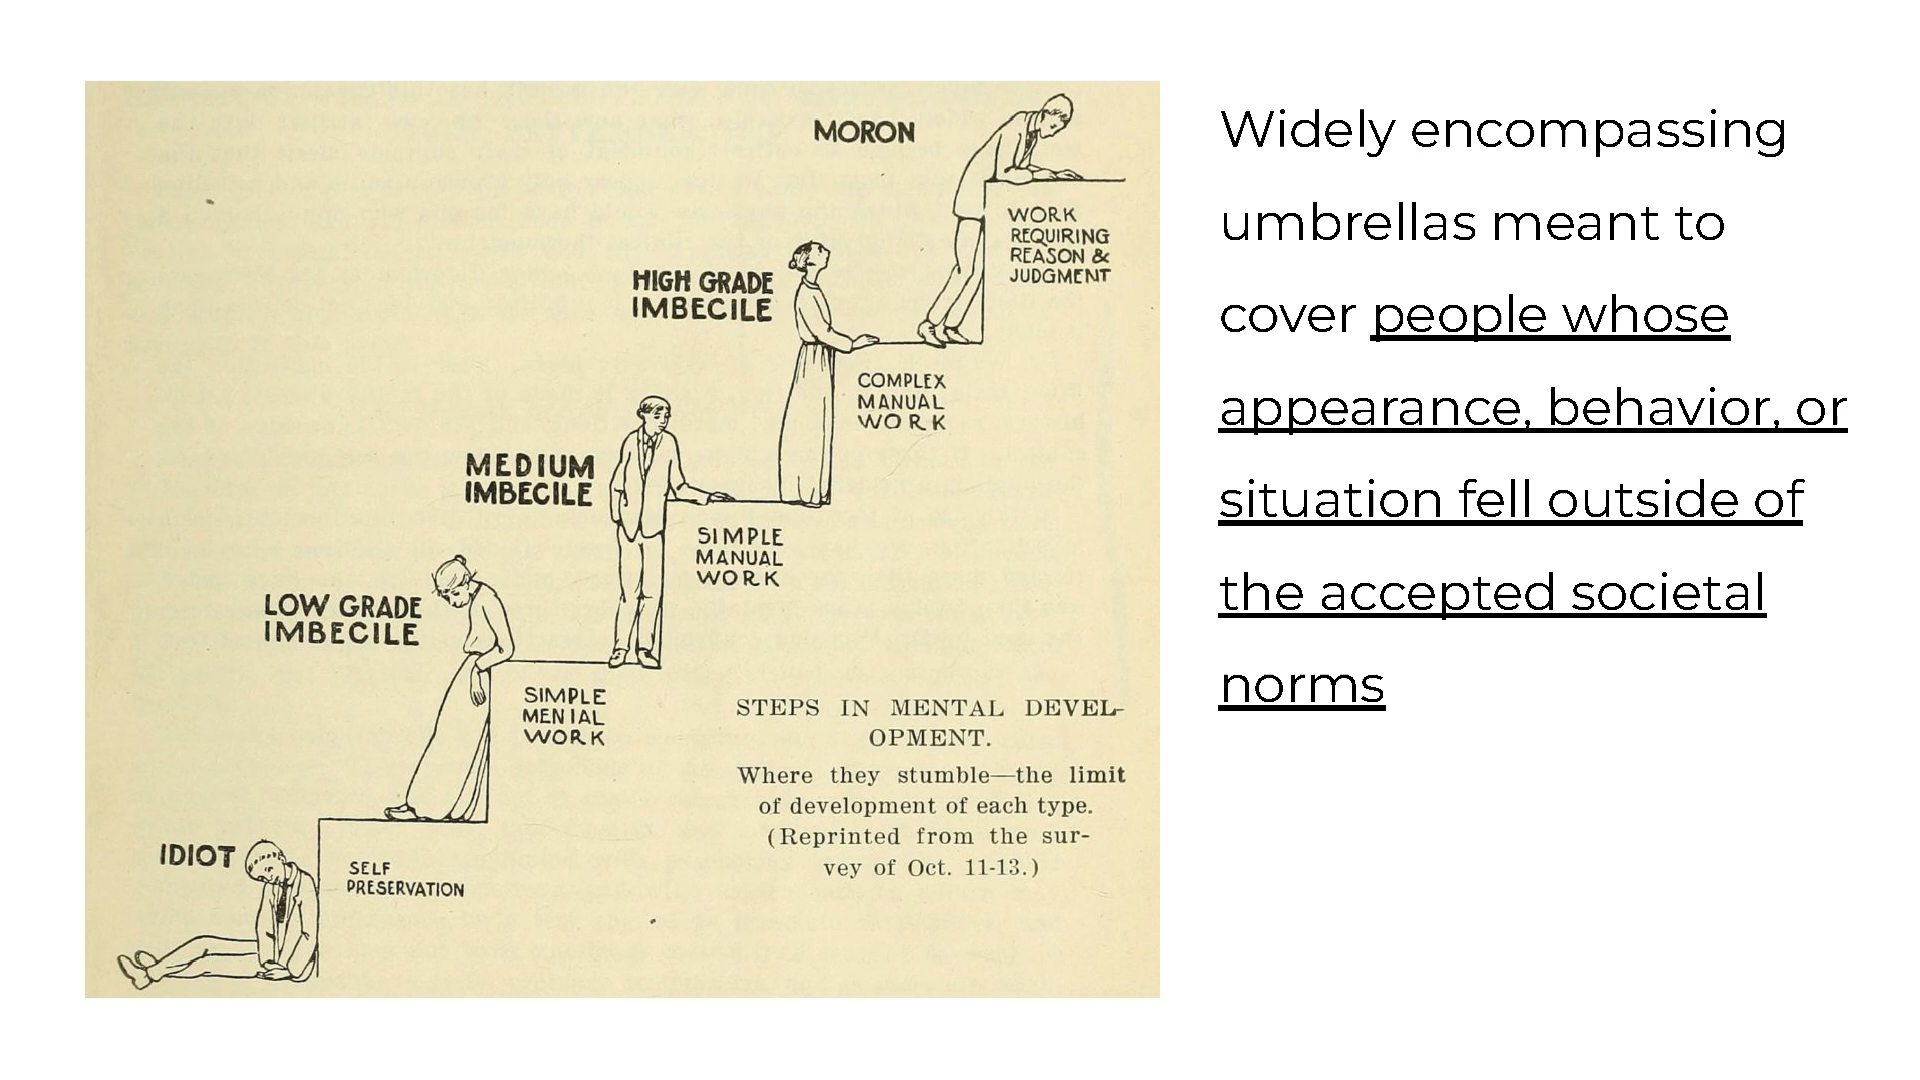 MORON
WORK
REQUIRING
REASON &
JUDGMENT
HIGH GRADE
IMBECILE
COMPLEX
MANUAL
WORK
MEDIUM
IMBECILE
SIMPLE
MANUAL
WORK
LOW GRADE
IMBECILE
SIMPLE
MENIAL
WORK
IDIOT
SELF
PRESERVATION
STEPS IN MENTAL DEVEL-
OPMENT.
Where they stumble—the limit
of development of each type.
(Reprinted from the sur-
vey of Oct. 11-13.)
Widely encompassing
umbrellas meant to
cover people whose
appearance, behavior, or
situation fell outside of
the accepted societal
norms